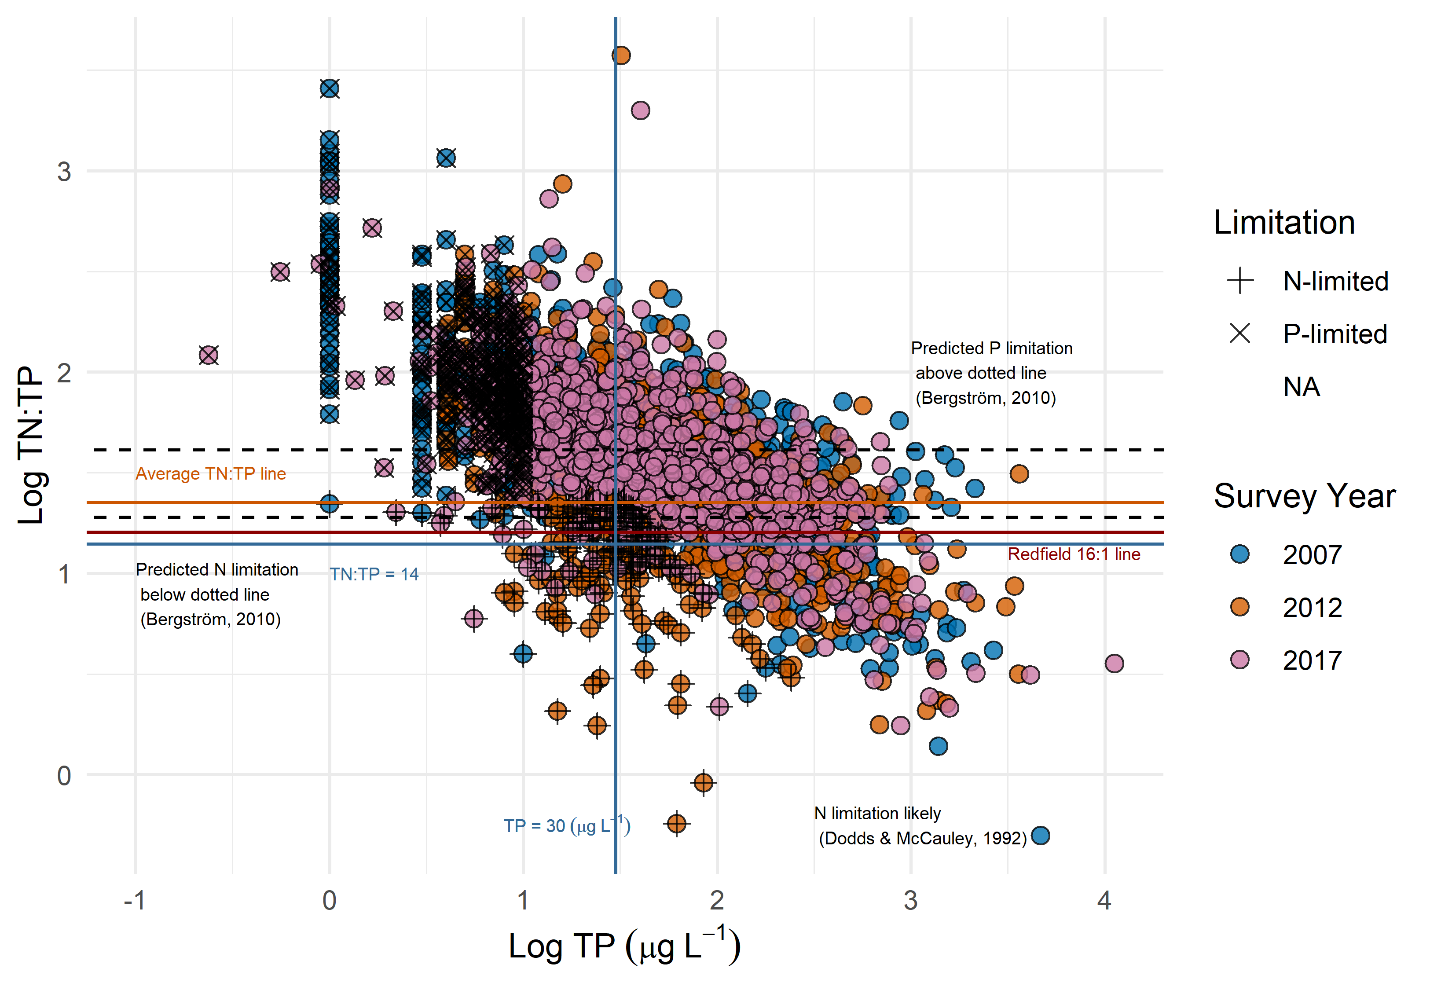 3
2
1
0
-1
0
1
2
3
4
Log TN:TP
Log TP (μg L⁻¹)
Predicted P limitation
above dotted line
(Bergström, 2010)
Average TN:TP line
Redfield 16:1 line
Predicted N limitation
below dotted line
(Bergström, 2010)
TN:TP = 14
TP = 30 (μg L⁻¹)
N limitation likely
(Dodds & McCauley, 1992)
Limitation
N-limited
P-limited
NA
Survey Year
2007
2012
2017